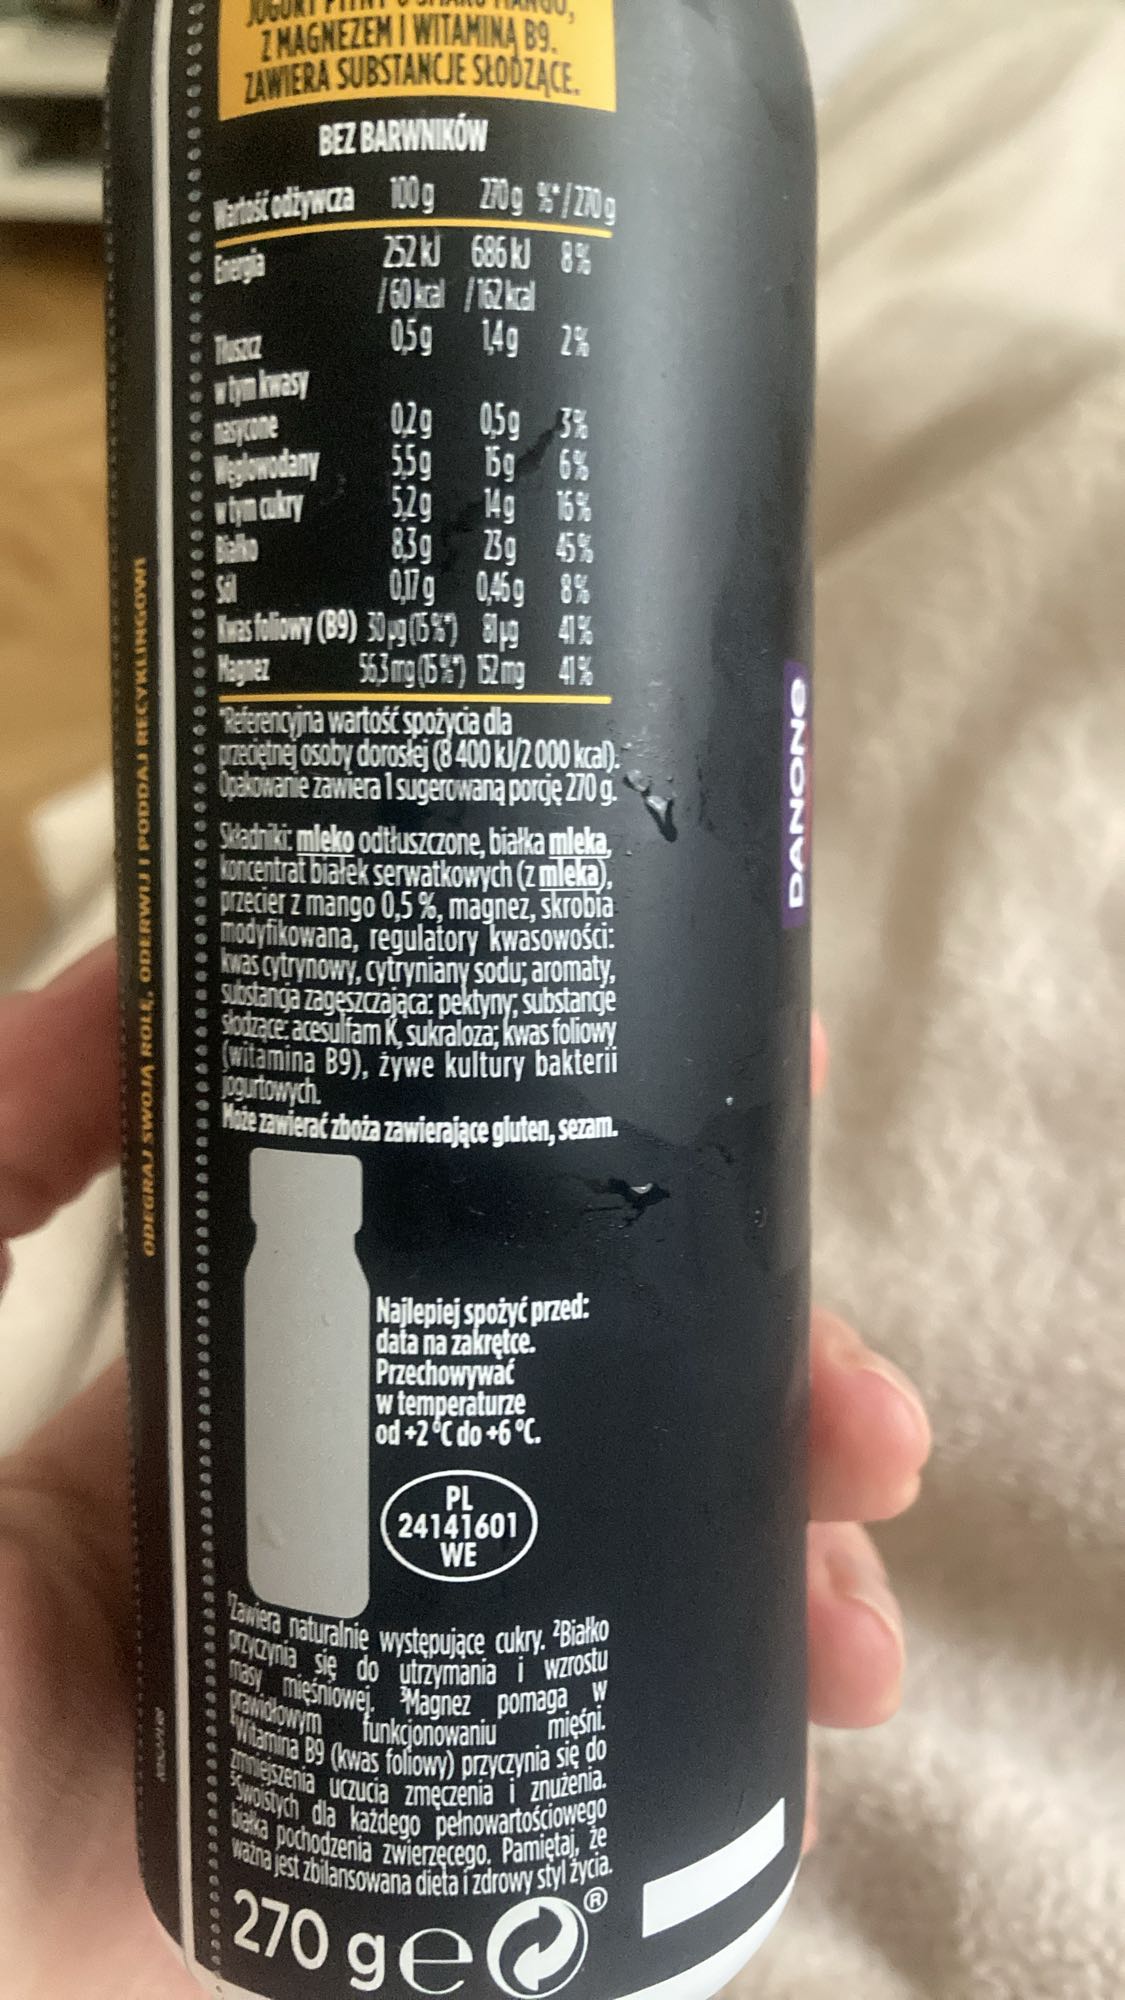 JOGURT PITNY O SMAKU MANGO,
Z MAGNEZEM I WITAMINĄ B9.
ZAWIERA SUBSTANCJE SŁODZĄCE.
BEZ BARWNIKÓW
Wartość odżywcza 100 g 270 g %*/270 g
Energia 252 kJ 686 kJ 8%
/60 kcal /162 kcal
Tłuszcz 0,5 g 1,4 g 2%
w tym kwasy
nasycone 0,2 g 0,5 g 3%
Węglowodany 5,5 g 15 g 6%
w tym cukry 5,2 g 14 g 16%
Białko 8,3 g 23 g 45%
Sól 0,17 g 0,46 g 8%
Kwas foliowy (B9) 30 µg (15%*) 81 µg 41%
Magnez 56,3 mg (15%*) 152 mg 41%
*Referencyjna wartość spożycia dla
przeciętnej osoby dorosłej (8 400 kJ/2 000 kcal).
Opakowanie zawiera 1 sugerowaną porcję 270 g.
Składniki: mleko odtłuszczone, białka mleka,
koncentrat białek serwatkowych (z mleka),
przecier z mango 0,5 %, magnez, skrobia
modyfikowana, regulatory kwasowości:
kwas cytrynowy, cytryniany sodu; aromaty,
substancja zagęszczająca: pektyny; substancje
słodzące: acesulfam K, sukraloza; kwas foliowy
(witamina B9), żywe kultury bakterii
jogurtowych.
Może zawierać zboża zawierające gluten, sezam.
Najlepiej spożyć przed:
data na zakrętce.
Przechowywać
w temperaturze
od +2 °C do +6 °C.
PL
24141601
WE
¹Zawiera naturalnie występujące cukry. ²Białko
przyczynia się do utrzymania i wzrostu
masy mięśniowej. ³Magnez pomaga w
prawidłowym funkcjonowaniu mięśni.
⁴Witamina B9 (kwas foliowy) przyczynia się do
zmniejszenia uczucia zmęczenia i znużenia.
⁵Swoistych dla każdego pełnowartościowego
białka pochodzenia zwierzęcego. Pamiętaj, że
ważna jest zbilansowana dieta i zdrowy styl życia.
270 g e ®
ODEGRAJ SWOJĄ ROLĘ, ODERWIJ I PODDAJ RECYKLINGOWI
DANONE